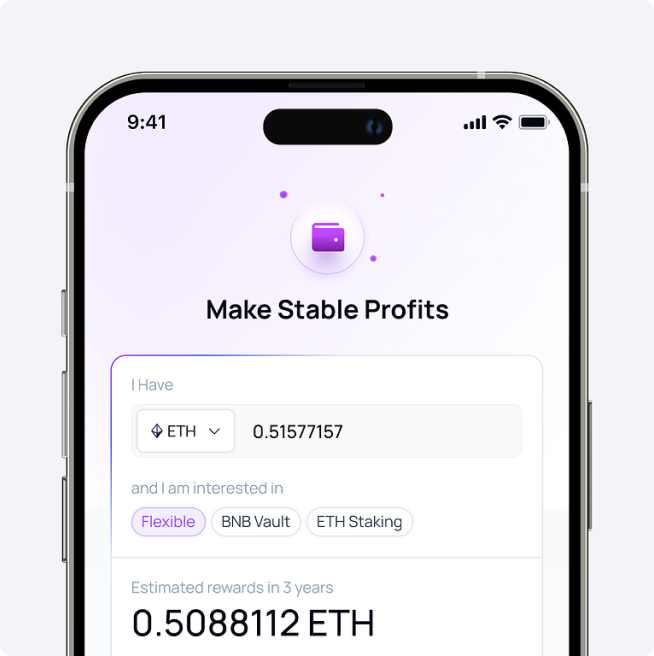 9:41
Make Stable Profits
I Have
ETH 0.51577157
and I am interested in
Flexible BNB Vault ETH Staking
Estimated rewards in 3 years
0.5088112 ETH